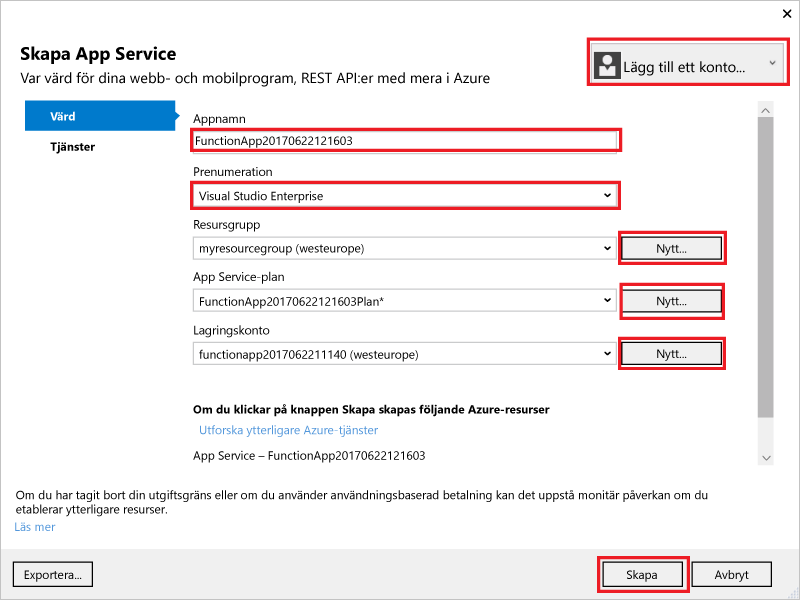 Skapa App Service
Var värd för dina webb- och mobilprogram, REST API:er med mera i Azure
Lägg till ett konto...
Värd
Tjänster
Appnamn
FunctionApp20170622121603
Prenumeration
Visual Studio Enterprise
Resursgrupp
myresourcegroup (westeurope)
Nytt...
App Service-plan
FunctionApp20170622121603Plan*
Nytt...
Lagringskonto
functionapp2017062211140 (westeurope)
Nytt...
Om du klickar på knappen Skapa skapas följande Azure-resurser
Utforska ytterligare Azure-tjänster
App Service – FunctionApp20170622121603
Om du har tagit bort din utgiftsgräns eller om du använder användningsbaserad betalning kan det uppstå monitär påverkan om du
etablerar ytterligare resurser.
Läs mer
Exportera...
Skapa
Avbryt